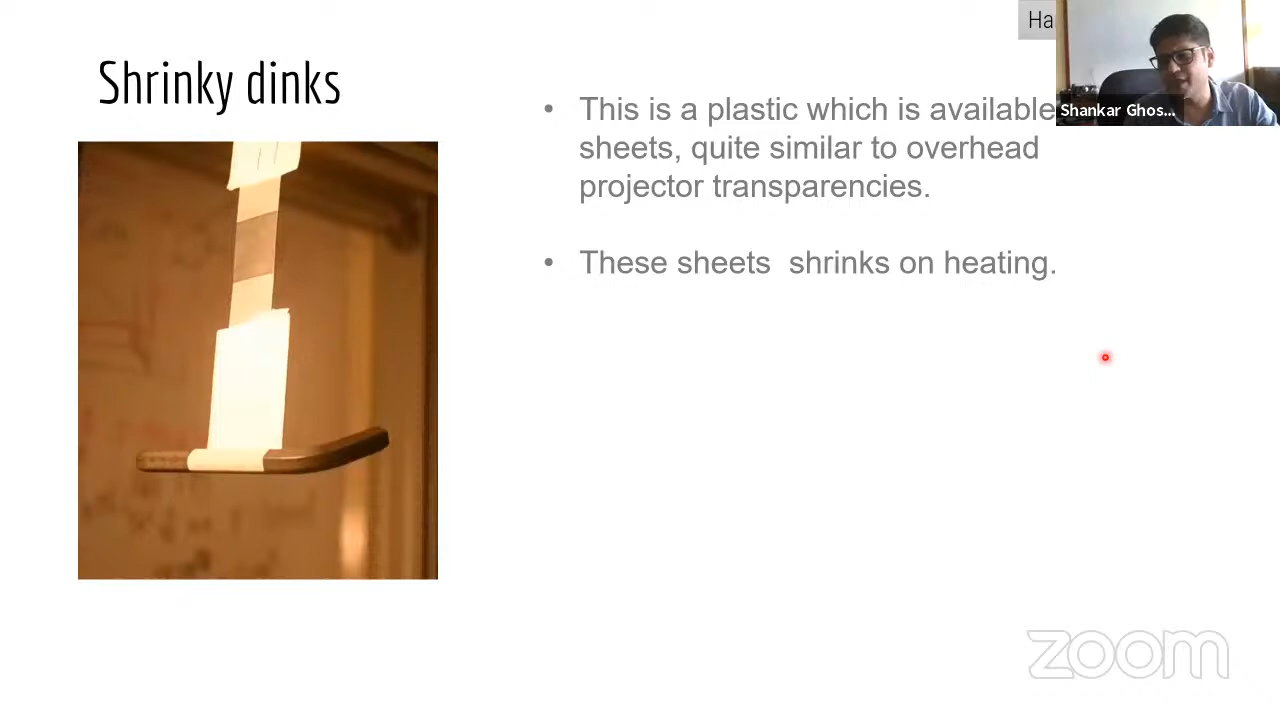 Shrinky dinks
• This is a plastic which is available
sheets, quite similar to overhead
projector transparencies.
• These sheets shrinks on heating.
Ha
Shankar Ghos...
zoom